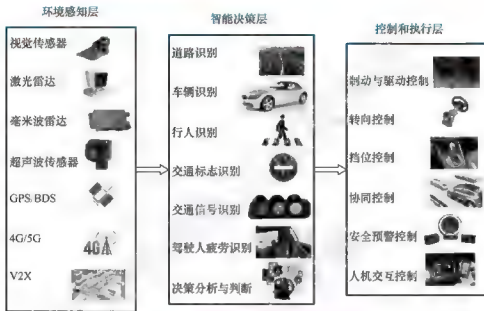 环境感知层
视觉传感器
激光雷达
毫米波雷达
超声波传感器
GPS/BDS
4G/5G
4G
V2X
智能决策层
道路识别
车辆识别
行人识别
交通标志识别
交通信号识别
驾驶人疲劳识别
决策分析与判断
控制和执行层
制动与驱动控制
转向控制
挡位控制
协同控制
安全预警控制
人机交互控制